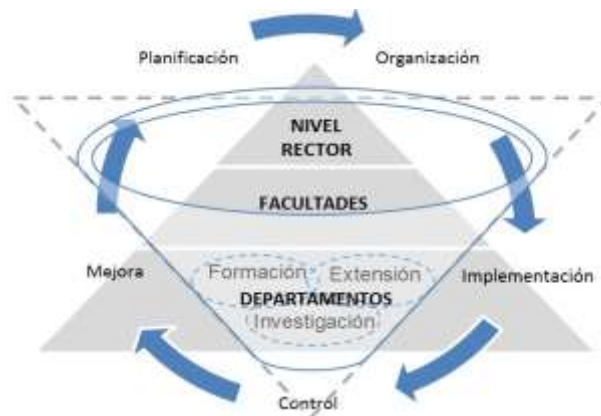 Planificación
Organización
NIVEL
RECTOR
FACULTADES
Mejora
Formación
Extensión
Implementación
DEPARTAMENTOS
Investigación
Control